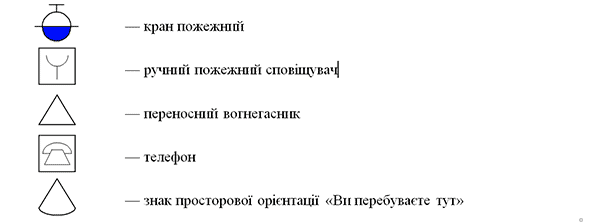 — кран пожежний
— ручний пожежний сповіщувач
— переносний вогнегасник
— телефон
— знак просторової орієнтації «Ви перебуваєте тут»